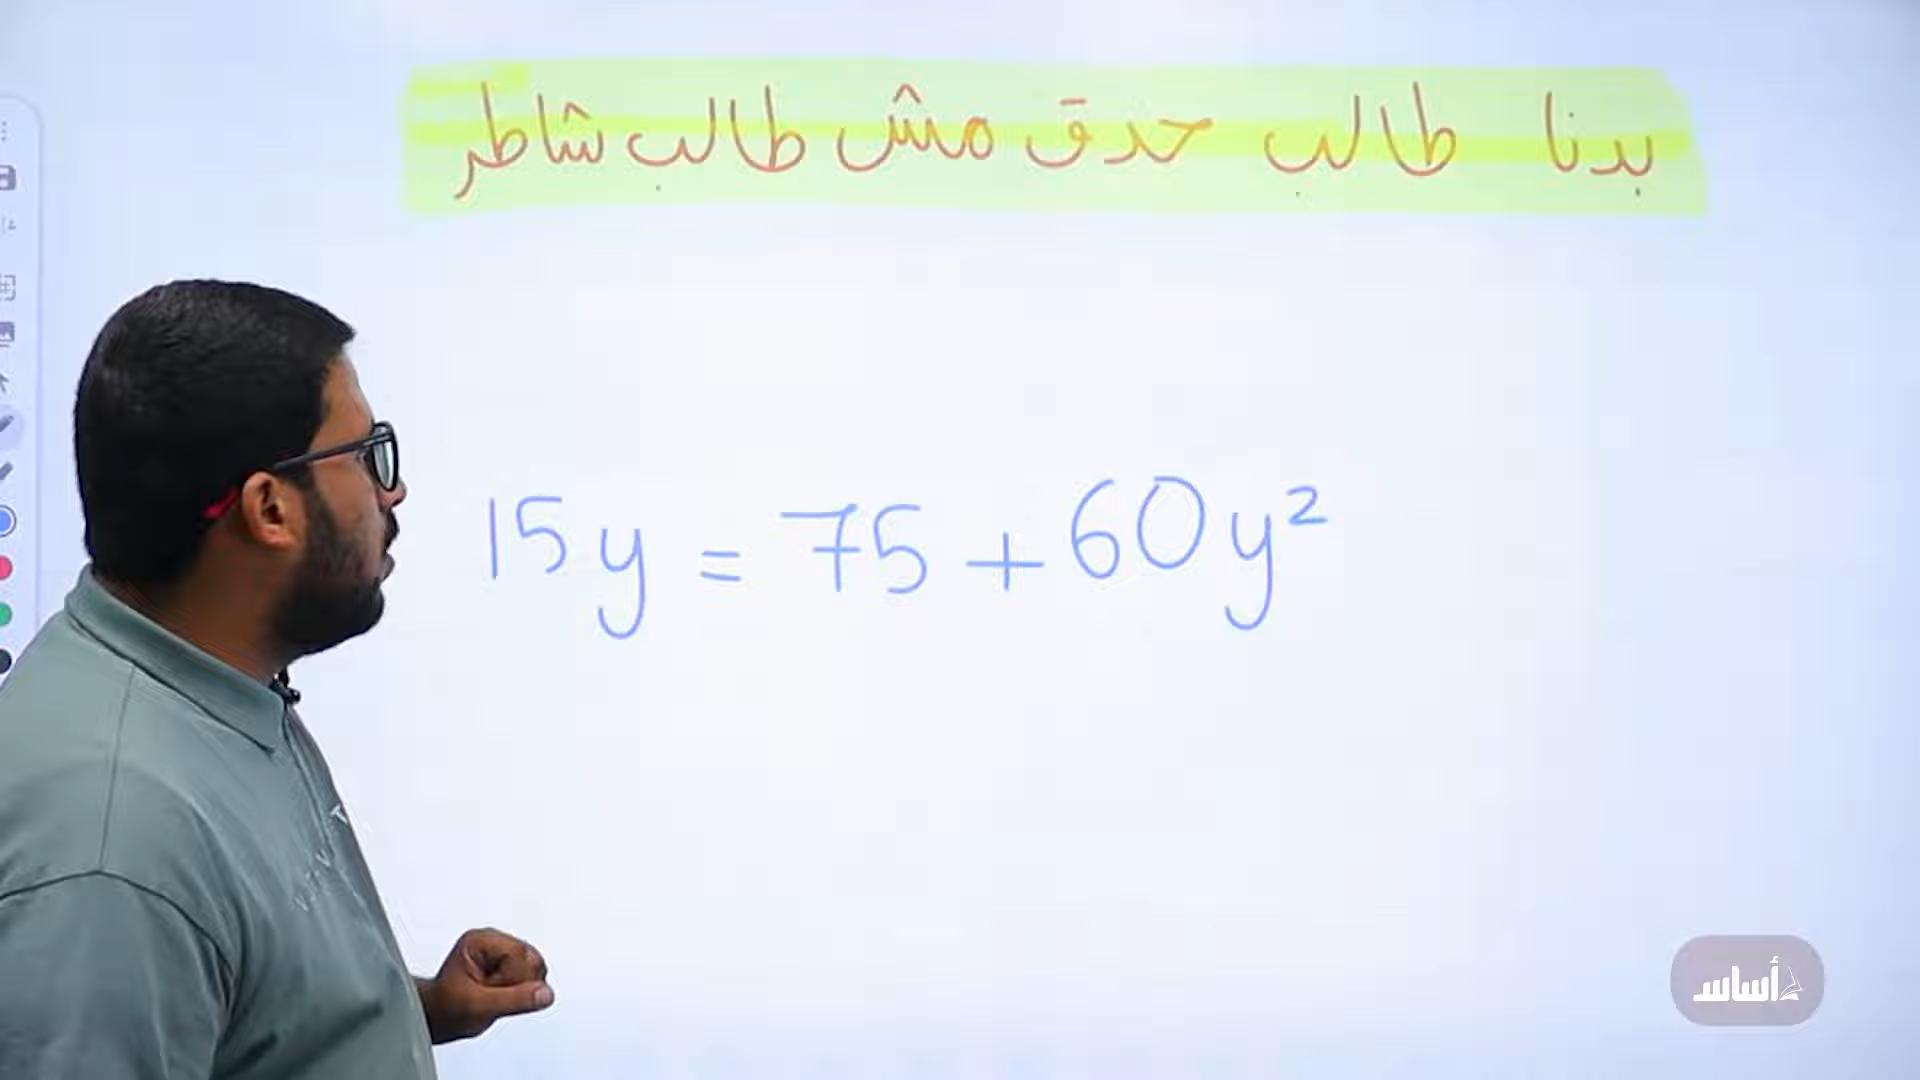 بدنا طالب حدق مش طالب شاطر
15y = 75 + 60y²
أساس